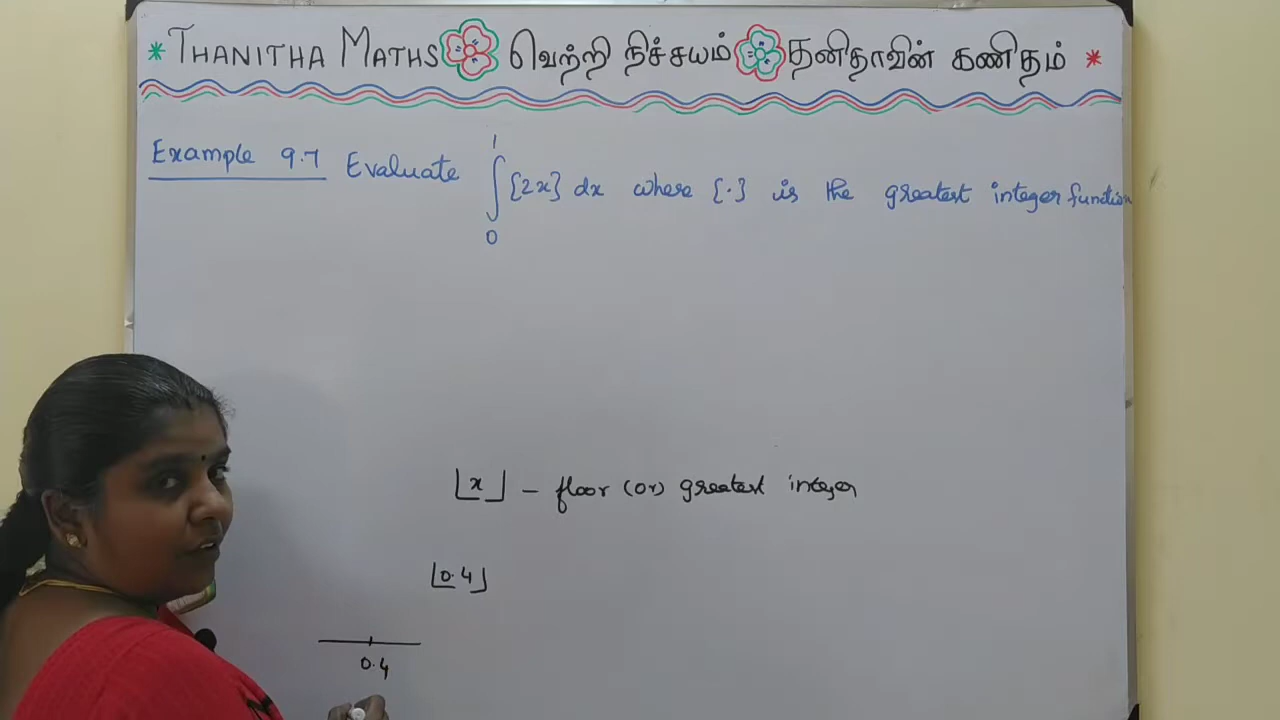 * THANITHA MATHS வெற்றி நிச்சயம் தனிதாவின் கணிதம் *
Example 9.7 Evaluate ∫₀¹ {2x} dx where {·} is the greatest integer function
⌊x⌋ – floor (or) greatest integer
⌊0.4⌋
0.4